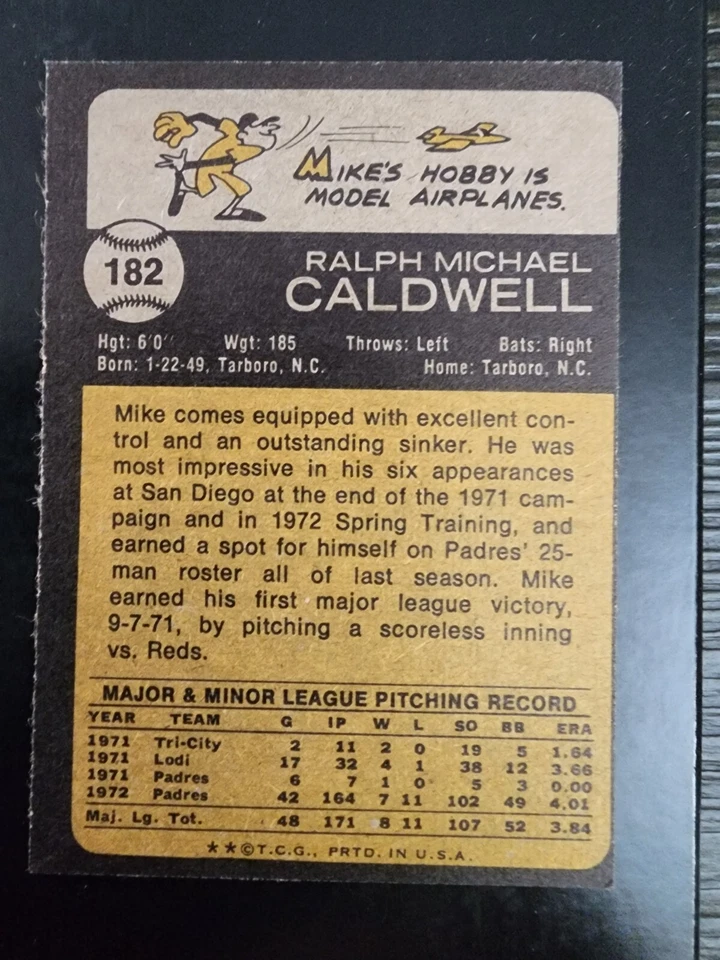 MIKE'S HOBBY IS
MODEL AIRPLANES.
182
RALPH MICHAEL
CALDWELL
Hgt: 6'0" Wgt: 185 Throws: Left Bats: Right
Born: 1-22-49, Tarboro, N.C. Home: Tarboro, N.C.
Mike comes equipped with excellent con-
trol and an outstanding sinker. He was
most impressive in his six appearances
at San Diego at the end of the 1971 cam-
paign and in 1972 Spring Training, and
earned a spot for himself on Padres' 25-
man roster all of last season. Mike
earned his first major league victory,
9-7-71, by pitching a scoreless inning
vs. Reds.
MAJOR & MINOR LEAGUE PITCHING RECORD
YEAR TEAM G IP W L SO BB ERA
1971 Tri-City 2 11 2 0 19 5 1.64
1971 Lodi 17 32 4 1 38 12 3.66
1971 Padres 6 7 1 0 5 3 0.00
1972 Padres 42 164 7 11 102 49 4.01
Maj. Lg. Tot. 48 171 8 11 107 52 3.84
★★©T.C.G., PRTD. IN U.S.A.